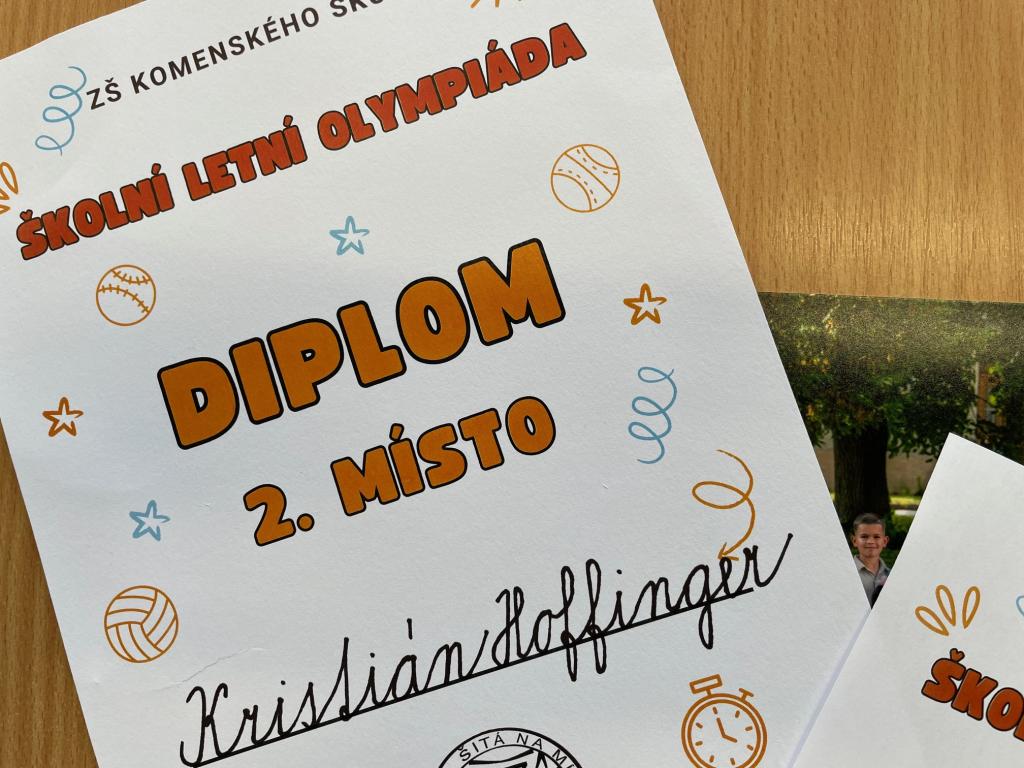 ZŠ KOMENSKÉHO
ŠKOLNÍ LETNÍ OLYMPIÁDA
DIPLOM
2. MÍSTO
Kristián Hoffinger